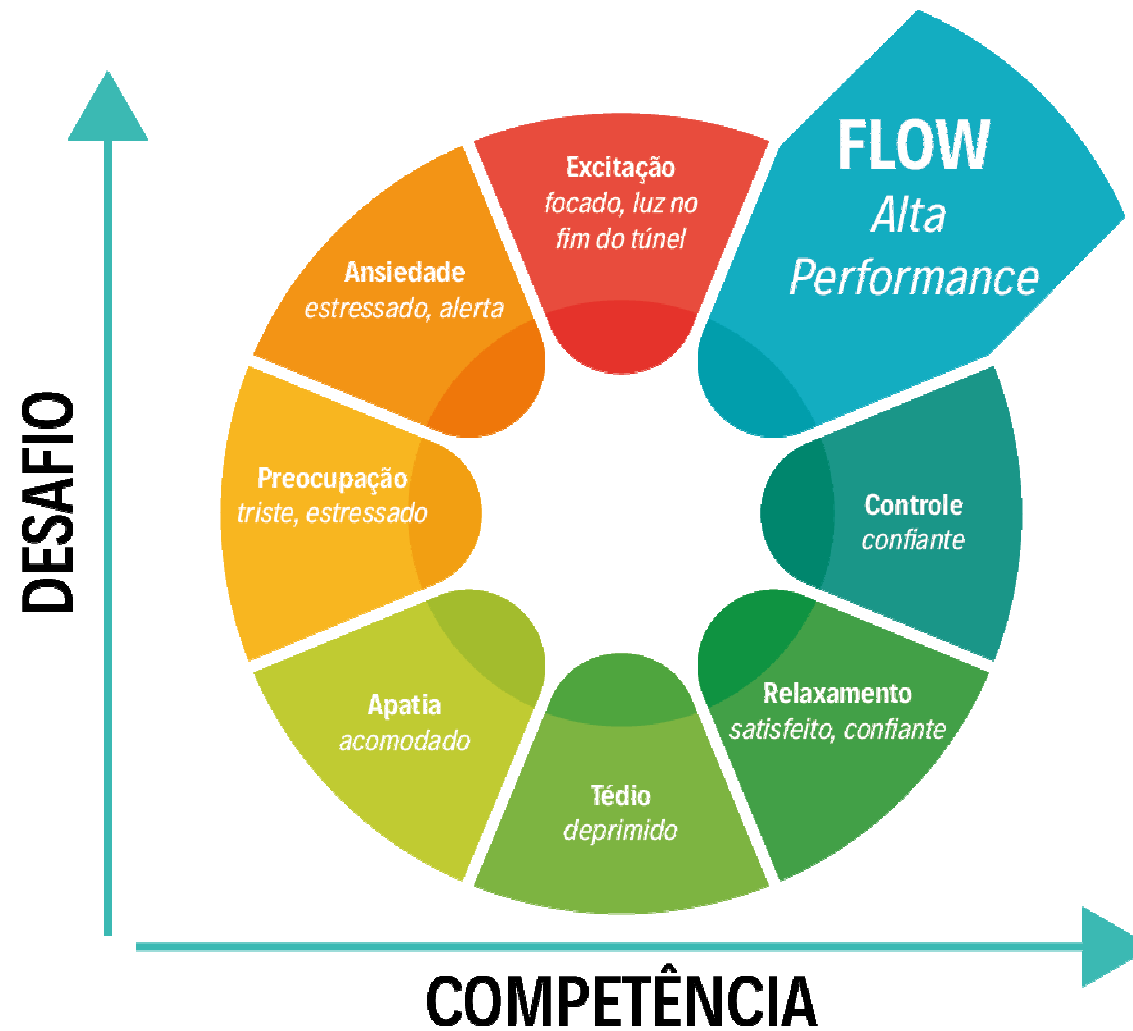 FLOW
Alta
Performance
Excitação
focado, luz no
fim do túnel
Ansiedade
estressado, alerta
Preocupação
triste, estressado
Controle
confiante
Apatia
acomodado
Relaxamento
satisfeito, confiante
Tédio
deprimido
DESAFIO
COMPETÊNCIA